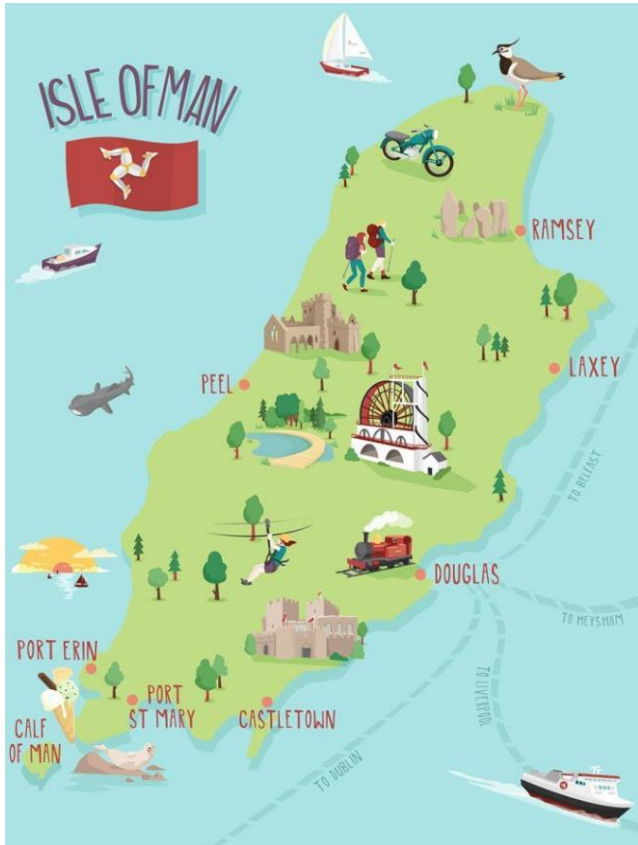 ISLE OF MAN
RAMSEY
LAXEY
PEEL
TO BELFAST
DOUGLAS
TO HEYSHAM
PORT ERIN
TO LIVERPOOL
PORT
ST MARY
CASTLETOWN
CALF
OF MAN
TO DUBLIN